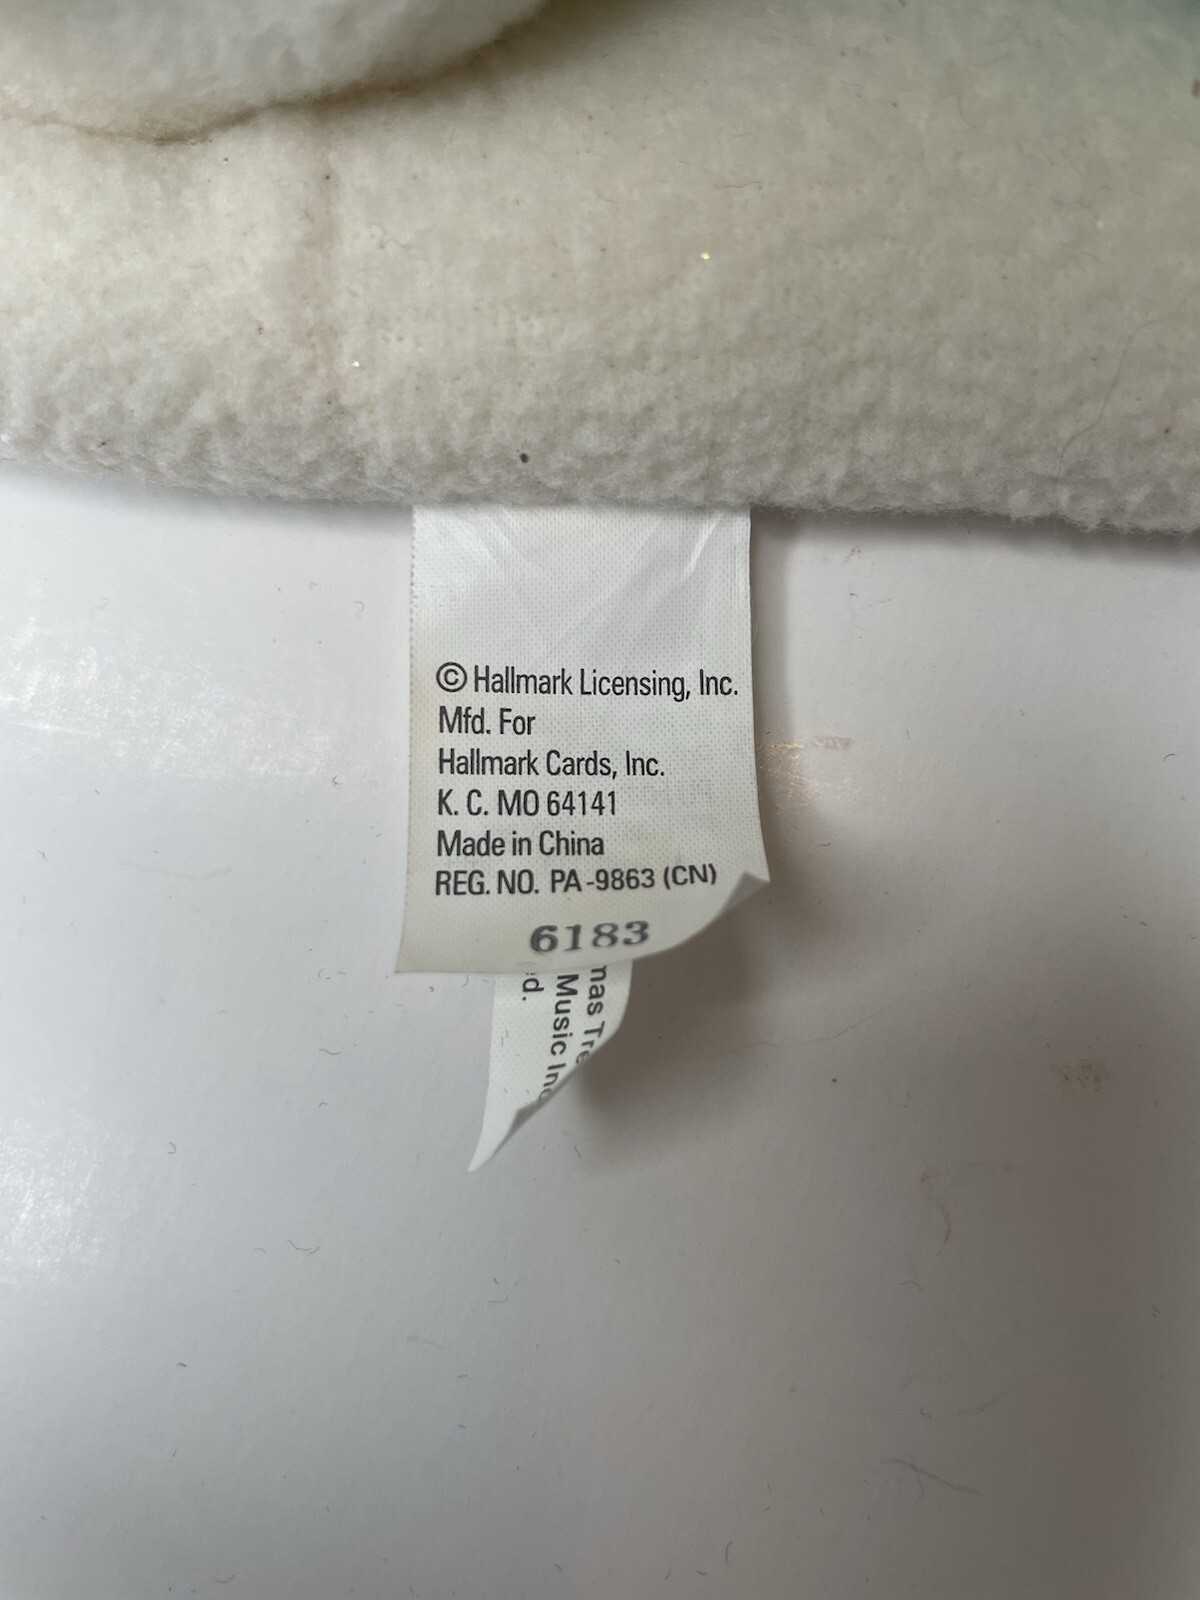 © Hallmark Licensing, Inc.
Mfd. For
Hallmark Cards, Inc.
K. C. MO 64141
Made in China
REG. NO. PA-9863 (CN)
6183
Music